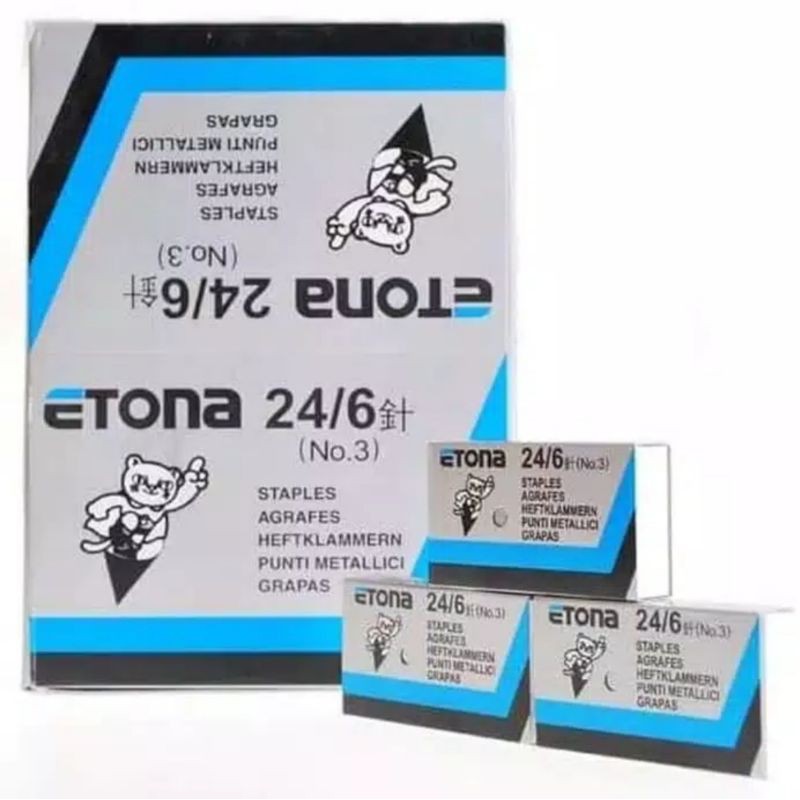 STAPLES
AGRAFES
HEFTKLAMMERN
PUNTI METALLICI
GRAPAS
ETONA 24/6針
(No.3)
ETONA 24/6針
(No.3)
STAPLES
AGRAFES
HEFTKLAMMERN
PUNTI METALLICI
GRAPAS
ETONA 24/6針(No.3)
STAPLES
AGRAFES
HEFTKLAMMERN
PUNTI METALLICI
GRAPAS
ETONA 24/6針(No.3)
STAPLES
AGRAFES
HEFTKLAMMERN
PUNTI METALLICI
GRAPAS
ETONA 24/6針(No.3)
STAPLES
AGRAFES
HEFTKLAMMERN
PUNTI METALLICI
GRAPAS